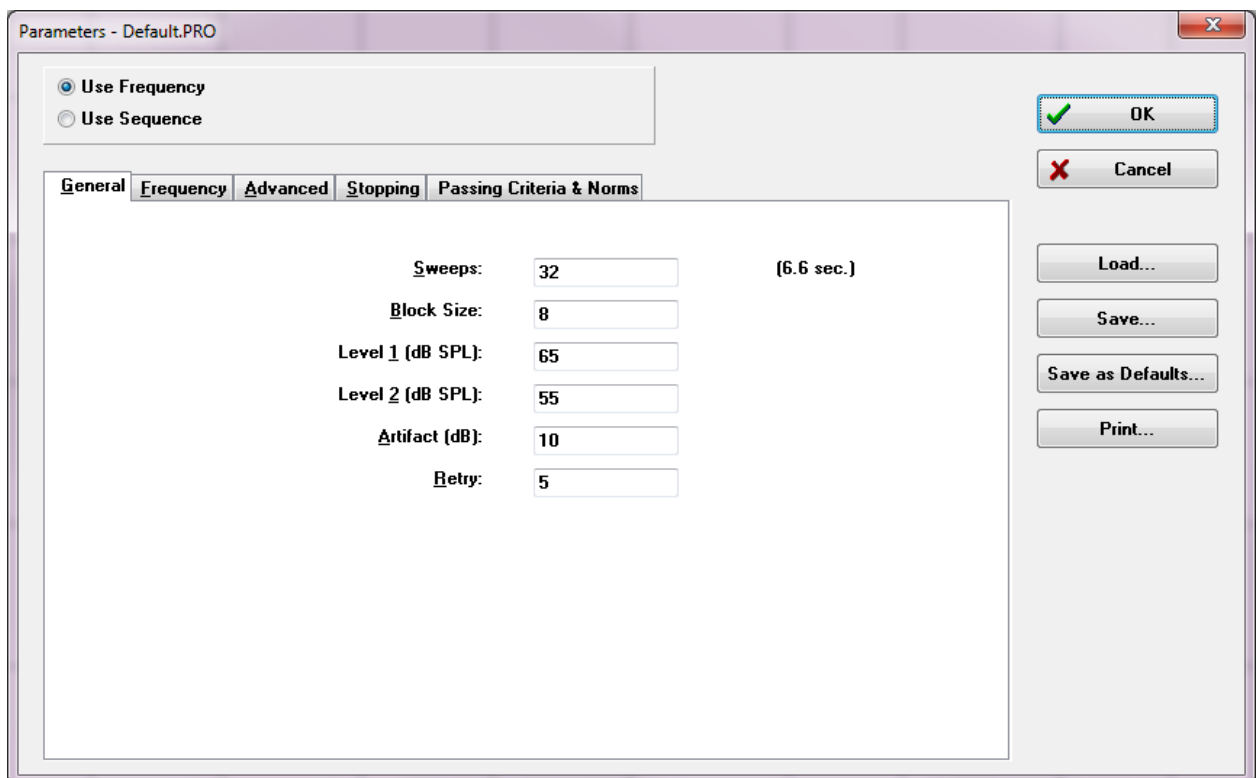 Parameters - Default.PRO
Use Frequency
Use Sequence
OK
Cancel
General Frequency Advanced Stopping Passing Criteria & Norms
Sweeps: 32 (6.6 sec.)
Block Size: 8
Level 1 (dB SPL): 65
Level 2 (dB SPL): 55
Artifact (dB): 10
Retry: 5
Load...
Save...
Save as Defaults...
Print...